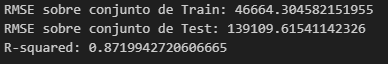 RMSE sobre conjunto de Train: 46664.304582151955
RMSE sobre conjunto de Test: 139109.61541142326
R-squared: 0.8719942720606665